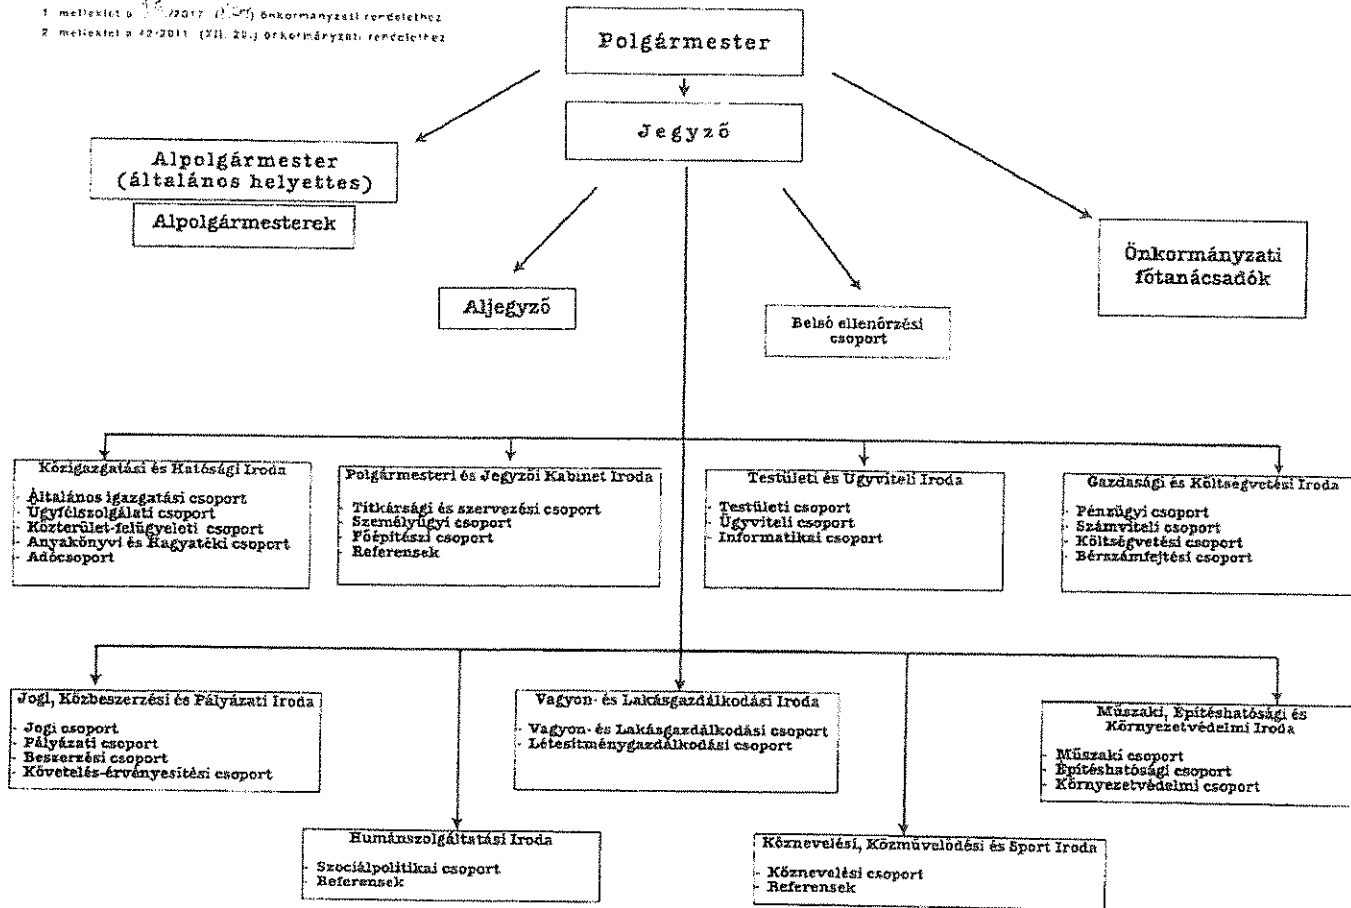 1 melléklet a /2017. ( ) önkormányzati rendelethez
2 melléklet a 42/2011. (XII. 20.) önkormányzati rendelethez
Polgármester
Jegyző
Alpolgármester
(általános helyettes)
Alpolgármesterek
Önkormányzati
főtanácsadók
Aljegyző
Belső ellenőrzési
csoport
Közigazgatási és Hatósági Iroda
- Általános igazgatási csoport
- Ügyfélszolgálati csoport
- Közterület-felügyeleti csoport
- Anyakönyvi és Hagyatéki csoport
- Adócsoport
Polgármesteri és Jegyzői Kabinet Iroda
- Titkársági és szervezési csoport
- Személyügyi csoport
- Főépítészi csoport
- Referensek
Testületi és Ügyviteli Iroda
- Testületi csoport
- Ügyviteli csoport
- Informatikai csoport
Gazdasági és Költségvetési Iroda
- Pénzügyi csoport
- Számviteli csoport
- Költségvetési csoport
- Bérszámfejtési csoport
Jogi, Közbeszerzési és Pályázati Iroda
- Jogi csoport
- Pályázati csoport
- Beszerzési csoport
- Követelés-érvényesítési csoport
Vagyon- és Lakásgazdálkodási Iroda
- Vagyon- és Lakásgazdálkodási csoport
- Létesítménygazdálkodási csoport
Műszaki, Építéshatósági és
Környezetvédelmi Iroda
- Műszaki csoport
- Építéshatósági csoport
- Környezetvédelmi csoport
Humánszolgáltatási Iroda
- Szociálpolitikai csoport
- Referensek
Köznevelési, Közművelődési és Sport Iroda
- Köznevelési csoport
- Referensek